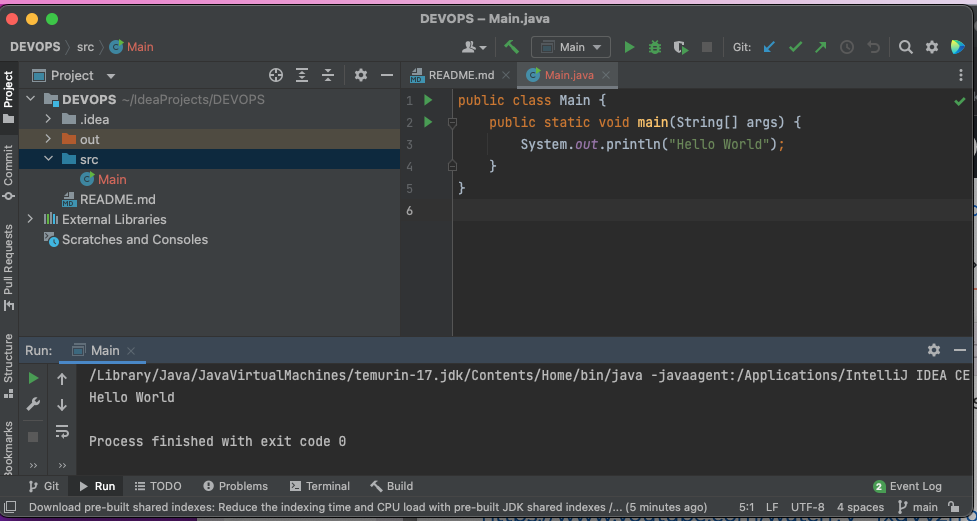 DEVOPS – Main.java
DEVOPS src Main
Main
Git:
Project
DEVOPS ~/IdeaProjects/DEVOPS
.idea
out
src
Main
README.md
External Libraries
Scratches and Consoles
README.md Main.java
1 public class Main {
2 public static void main(String[] args) {
3 System.out.println("Hello World");
4 }
5 }
6
Project
Commit
Pull Requests
Structure
Bookmarks
Run: Main
/Library/Java/JavaVirtualMachines/temurin-17.jdk/Contents/Home/bin/java -javaagent:/Applications/IntelliJ IDEA CE
Hello World
Process finished with exit code 0
Git Run TODO Problems Terminal Build 2 Event Log
Download pre-built shared indexes: Reduce the indexing time and CPU load with pre-built JDK shared indexes /... (5 minutes ago) 5:1 LF UTF-8 4 spaces main